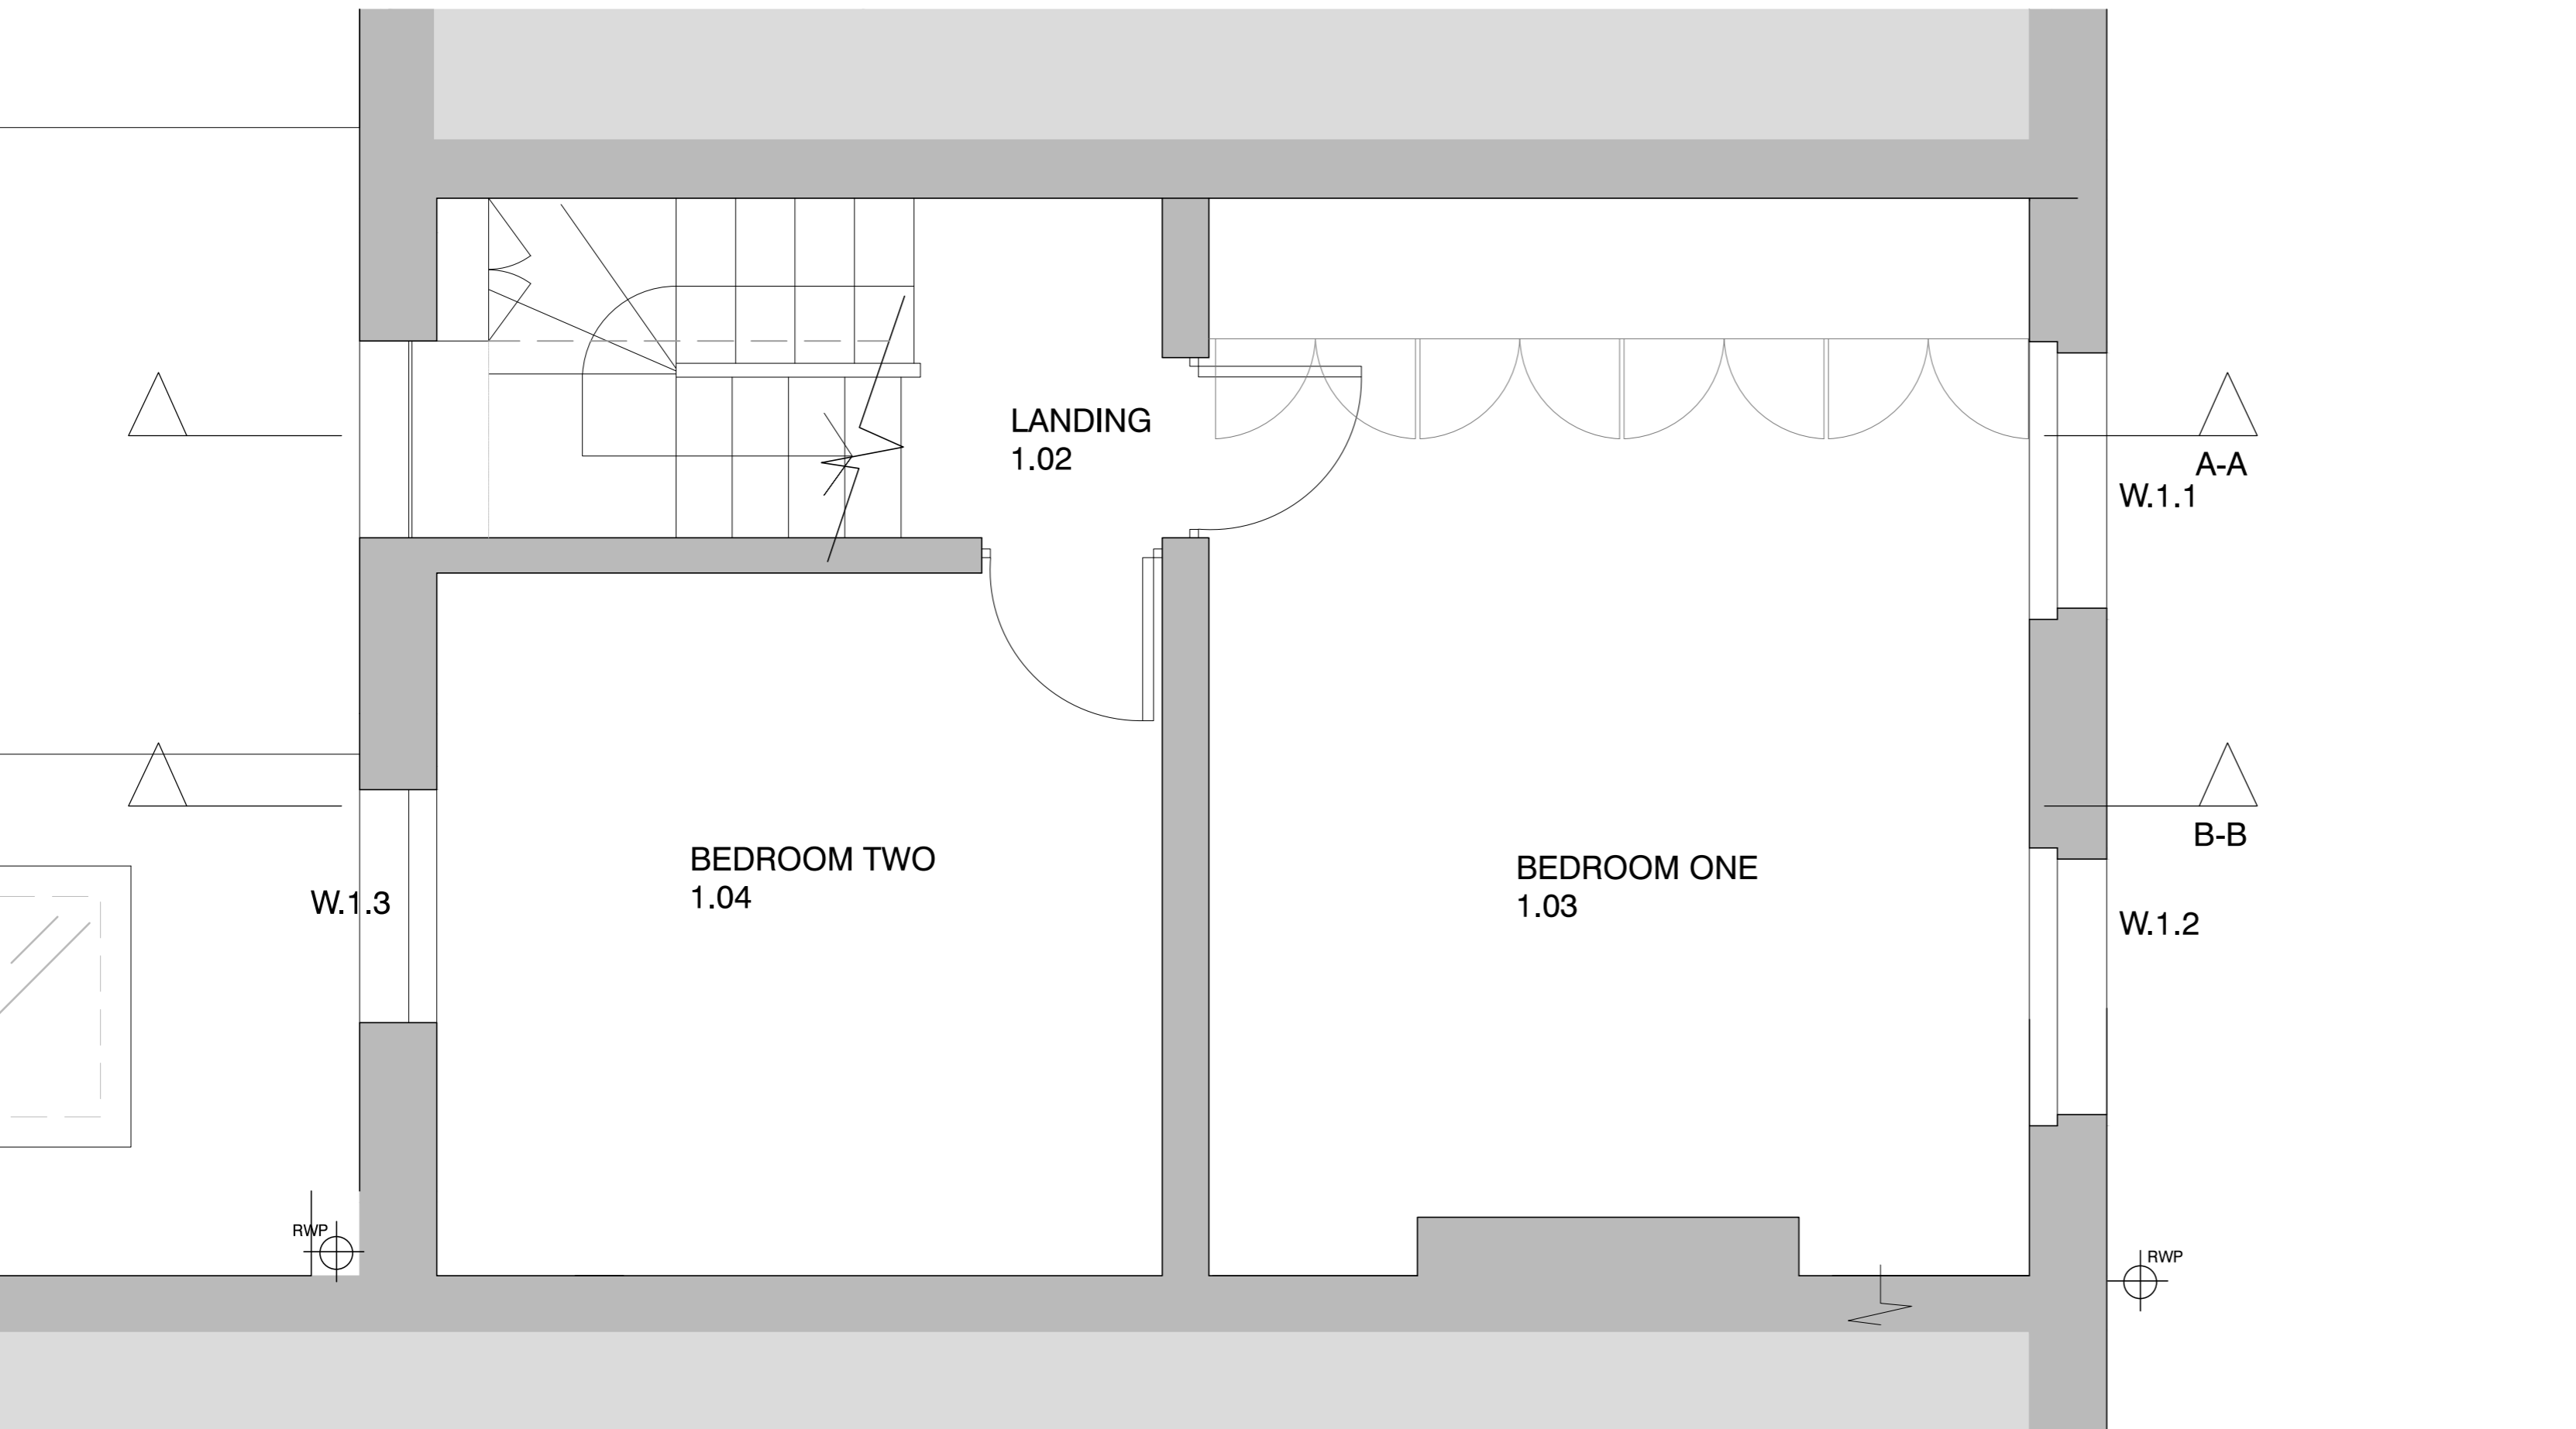 LANDING
1.02
A-A
W.1.1
B-B
BEDROOM TWO
1.04
BEDROOM ONE
1.03
W.1.3
W.1.2
RWP
RWP